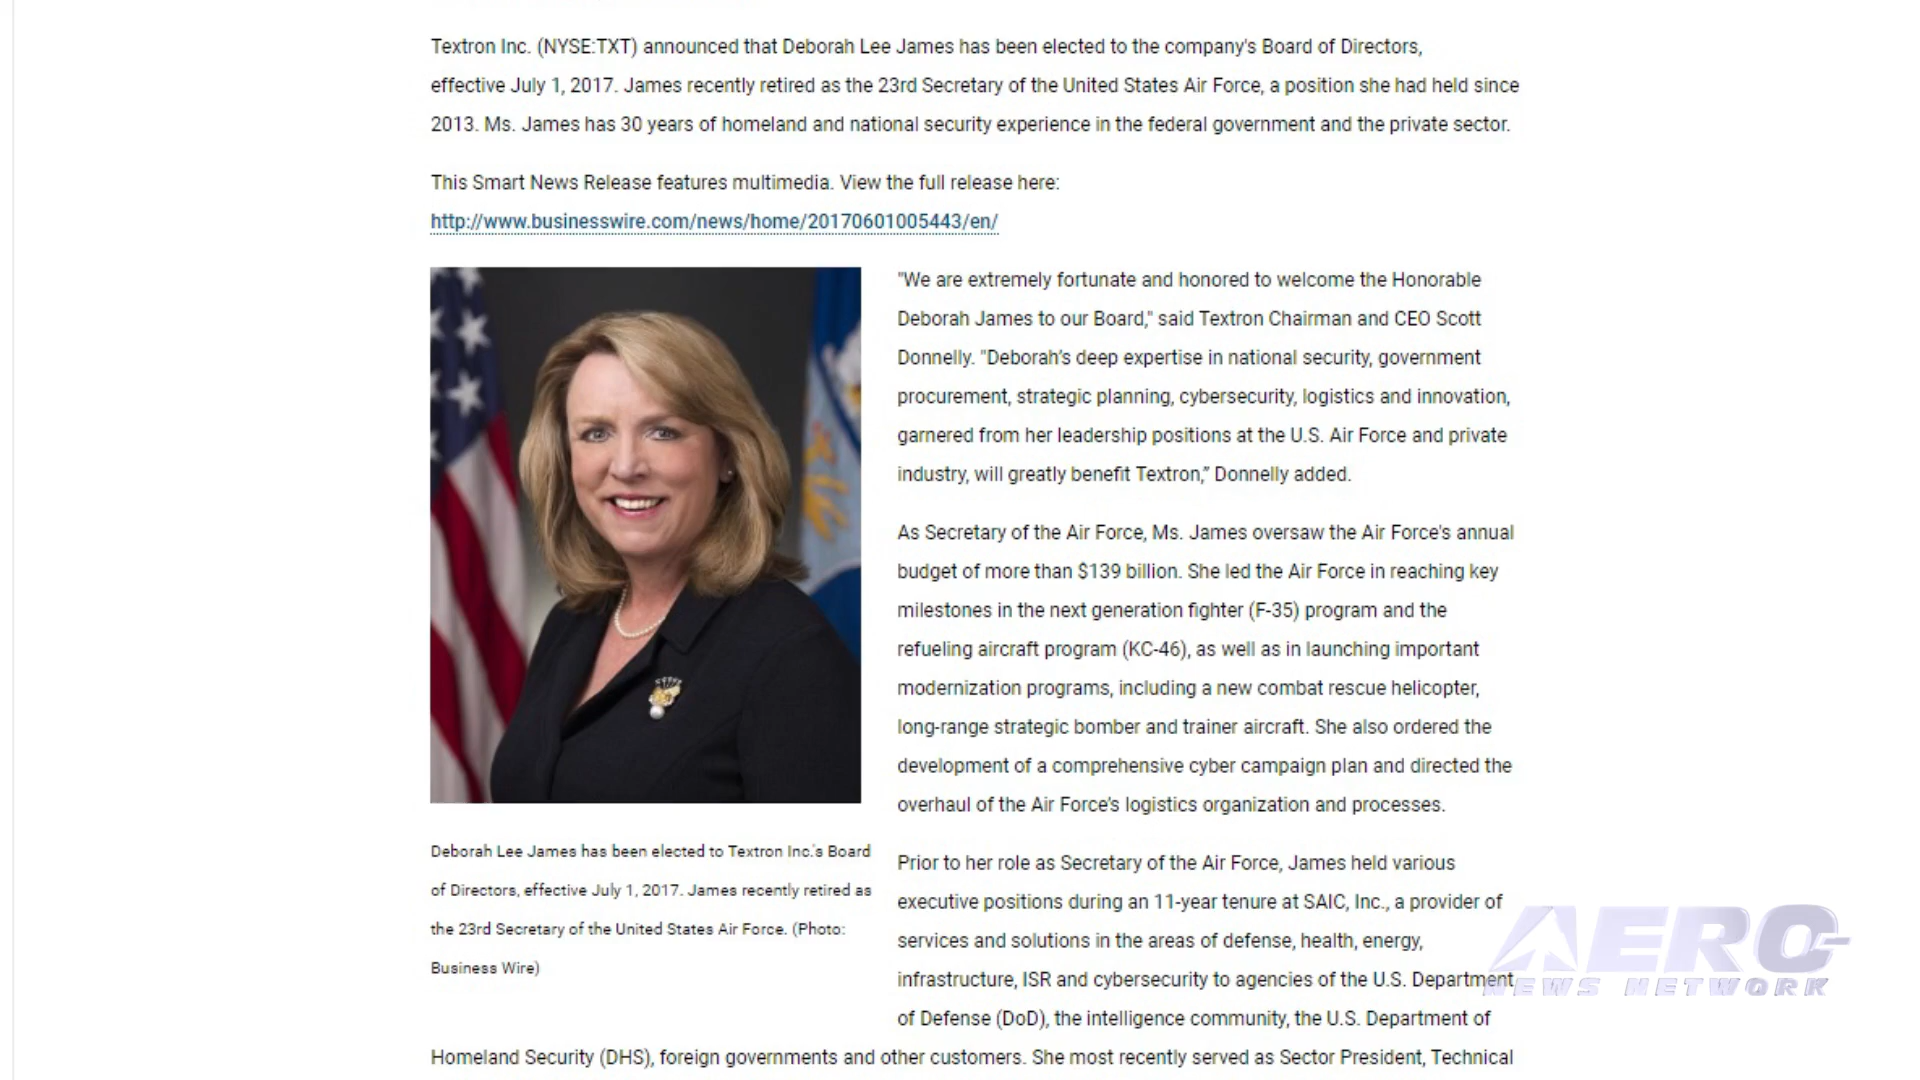 Textron Inc. (NYSE:TXT) announced that Deborah Lee James has been elected to the company's Board of Directors,
effective July 1, 2017. James recently retired as the 23rd Secretary of the United States Air Force, a position she had held since
2013. Ms. James has 30 years of homeland and national security experience in the federal government and the private sector.
This Smart News Release features multimedia. View the full release here:
http://www.businesswire.com/news/home/20170601005443/en/
"We are extremely fortunate and honored to welcome the Honorable
Deborah James to our Board," said Textron Chairman and CEO Scott
Donnelly. "Deborah's deep expertise in national security, government
procurement, strategic planning, cybersecurity, logistics and innovation,
garnered from her leadership positions at the U.S. Air Force and private
industry, will greatly benefit Textron,” Donnelly added.
As Secretary of the Air Force, Ms. James oversaw the Air Force's annual
budget of more than $139 billion. She led the Air Force in reaching key
milestones in the next generation fighter (F-35) program and the
refueling aircraft program (KC-46), as well as in launching important
modernization programs, including a new combat rescue helicopter,
long-range strategic bomber and trainer aircraft. She also ordered the
development of a comprehensive cyber campaign plan and directed the
overhaul of the Air Force's logistics organization and processes.
Deborah Lee James has been elected to Textron Inc.'s Board
of Directors, effective July 1, 2017. James recently retired as
the 23rd Secretary of the United States Air Force. (Photo:
Business Wire)
Prior to her role as Secretary of the Air Force, James held various
executive positions during an 11-year tenure at SAIC, Inc., a provider of
services and solutions in the areas of defense, health, energy,
infrastructure, ISR and cybersecurity to agencies of the U.S. Department
of Defense (DoD), the intelligence community, the U.S. Department of
Homeland Security (DHS), foreign governments and other customers. She most recently served as Sector President, Technical
AERO-
NEWS NETWORK